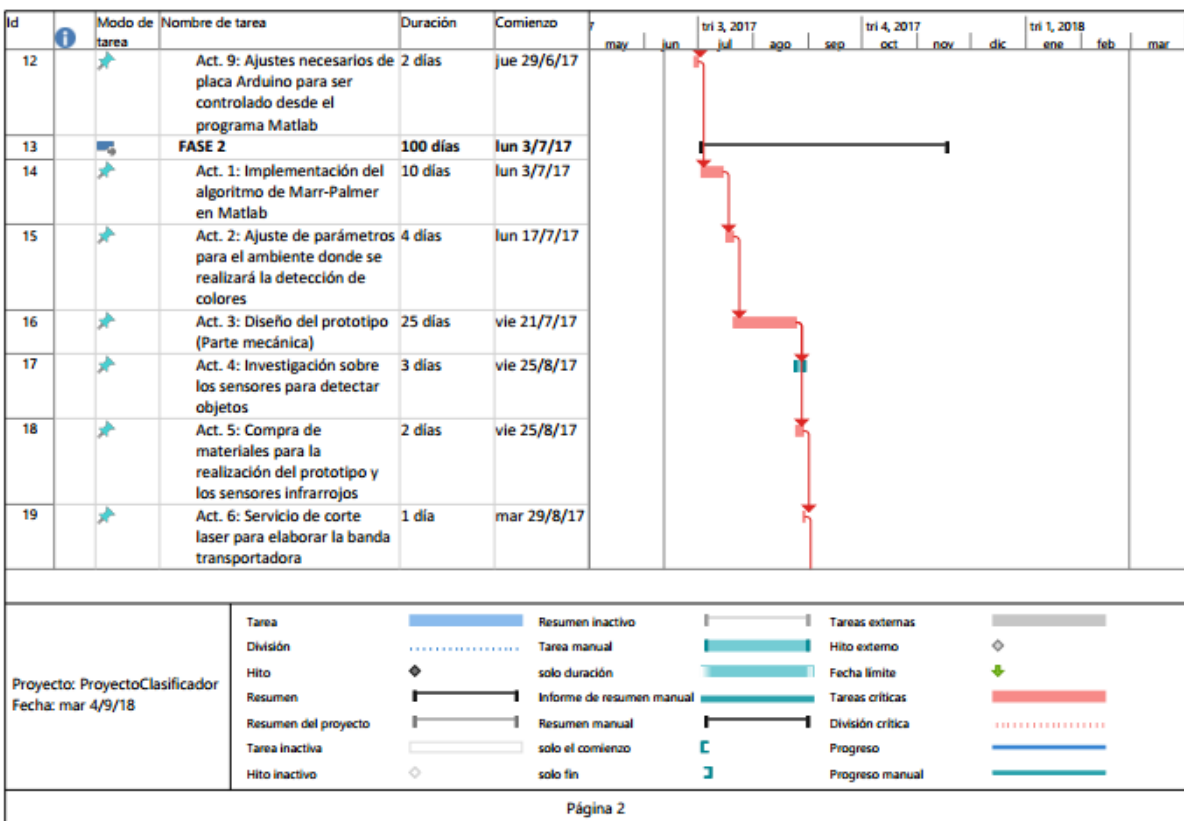 Id Modo de tarea Nombre de tarea Duración Comienzo
7 tri 3, 2017 tri 4, 2017 tri 1, 2018
may jun jul ago sep oct nov dic ene feb mar
12 Act. 9: Ajustes necesarios de 2 días jue 29/6/17
placa Arduino para ser
controlado desde el
programa Matlab
13 FASE 2 100 días lun 3/7/17
14 Act. 1: Implementación del 10 días lun 3/7/17
algoritmo de Marr-Palmer
en Matlab
15 Act. 2: Ajuste de parámetros 4 días lun 17/7/17
para el ambiente donde se
realizará la detección de
colores
16 Act. 3: Diseño del prototipo 25 días vie 21/7/17
(Parte mecánica)
17 Act. 4: Investigación sobre 3 días vie 25/8/17
los sensores para detectar
objetos
18 Act. 5: Compra de 2 días vie 25/8/17
materiales para la
realización del prototipo y
los sensores infrarrojos
19 Act. 6: Servicio de corte 1 día mar 29/8/17
laser para elaborar la banda
transportadora
Proyecto: ProyectoClasificador
Fecha: mar 4/9/18
Tarea Resumen inactivo Tareas externas
División Tarea manual Hito externo
Hito solo duración Fecha límite
Resumen Informe de resumen manual Tareas críticas
Resumen del proyecto Resumen manual División crítica
Tarea inactiva solo el comienzo Progreso
Hito inactivo solo fin Progreso manual
Página 2